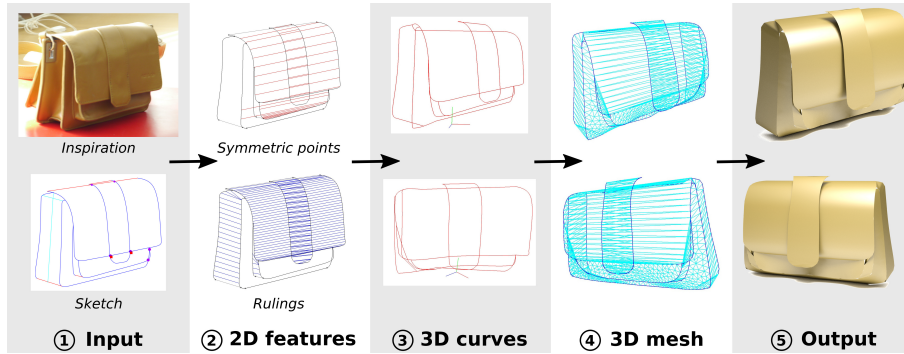 Inspiration
Symmetric points
Sketch
Rulings
① Input
② 2D features
③ 3D curves
④ 3D mesh
⑤ Output